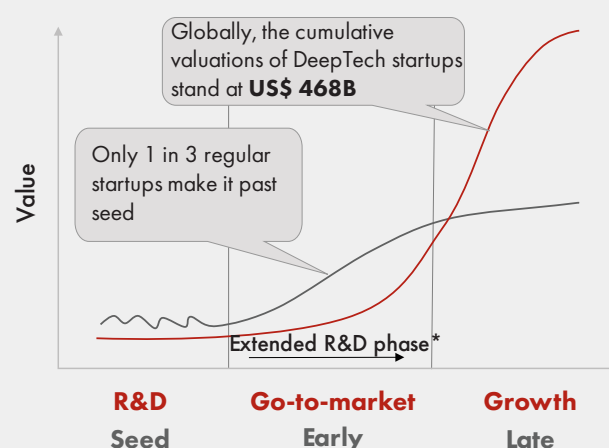 Globally, the cumulative
valuations of DeepTech startups
stand at US$ 468B
Only 1 in 3 regular
startups make it past
seed
Value
Extended R&D phase*
R&D Go-to-market Growth
Seed Early Late